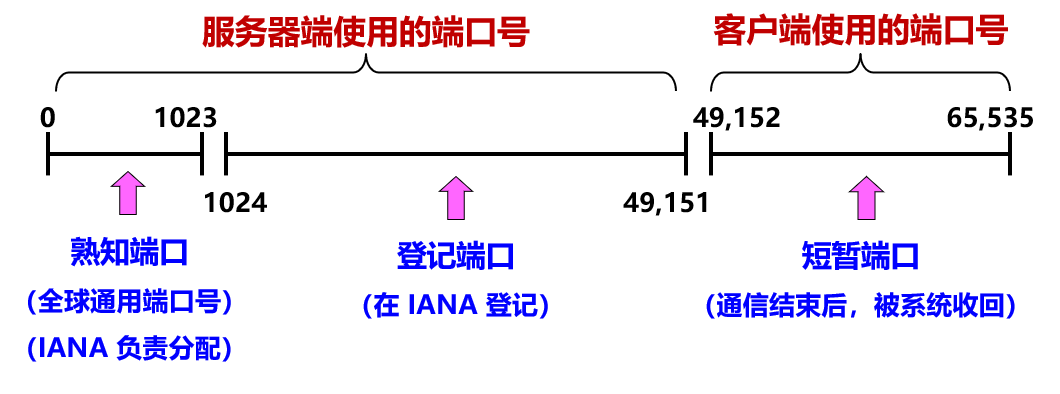 服务器端使用的端口号
客户端使用的端口号
0
1023
49,152
65,535
1024
49,151
熟知端口
登记端口
短暂端口
（全球通用端口号）
（在 IANA 登记）
（通信结束后，被系统收回）
（IANA 负责分配）